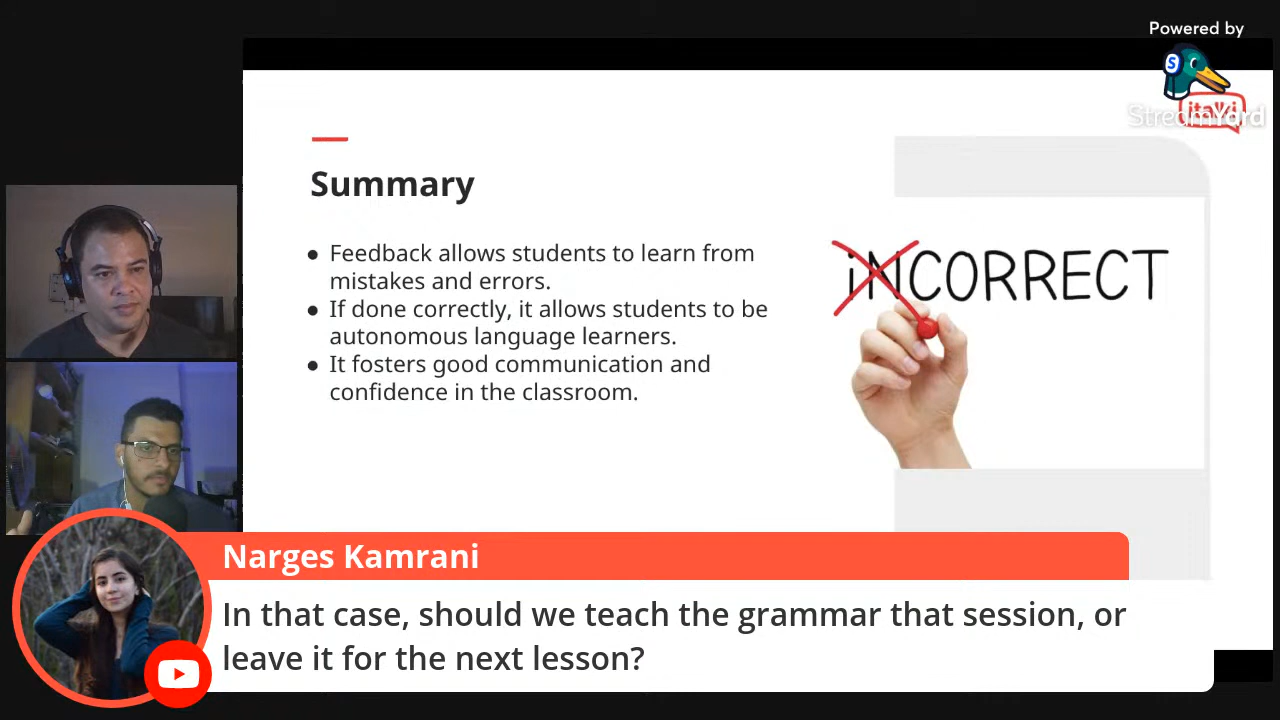 Powered by
StreamYard
Summary
● Feedback allows students to learn from
mistakes and errors.
● If done correctly, it allows students to be
autonomous language learners.
● It fosters good communication and
confidence in the classroom.
iNCORRECT
Narges Kamrani
In that case, should we teach the grammar that session, or
leave it for the next lesson?